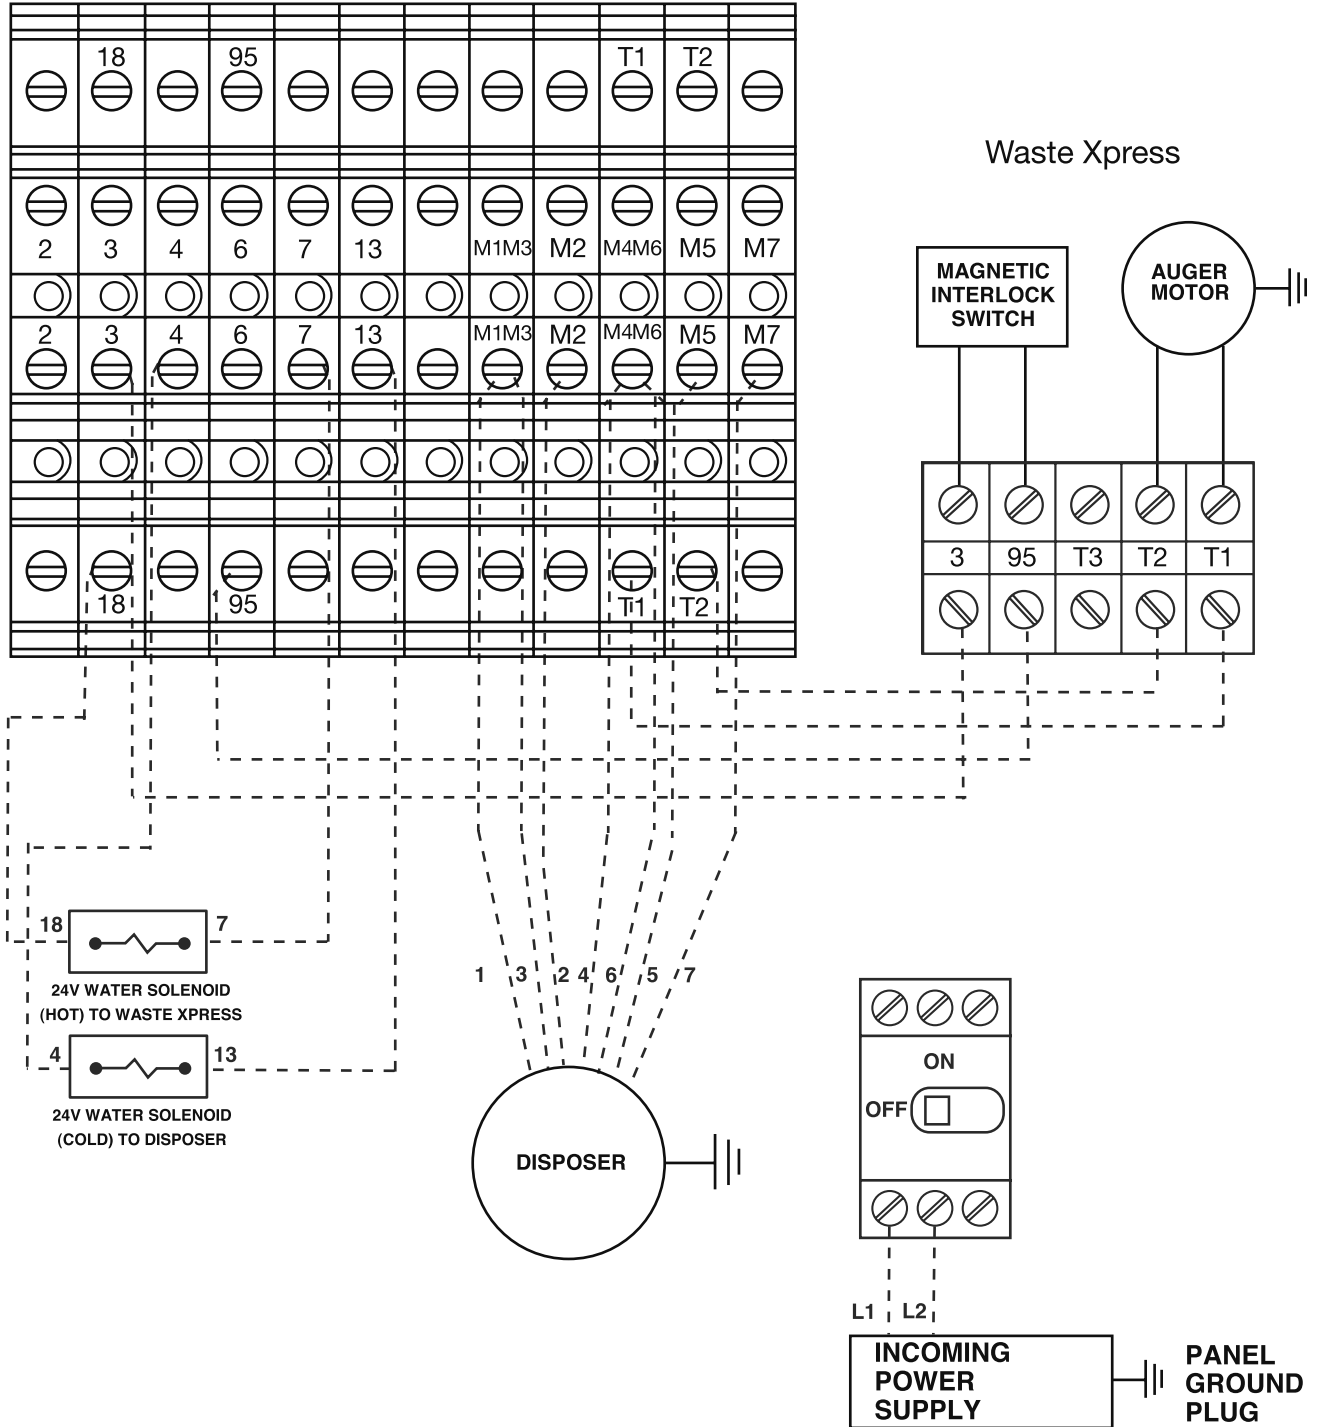 18 95 T1 T2
Waste Xpress
2 3 4 6 7 13 M1M3 M2 M4M6 M5 M7
MAGNETIC
INTERLOCK
SWITCH
AUGER
MOTOR
2 3 4 6 7 13 M1M3 M2 M4M6 M5 M7
3 95 T3 T2 T1
18 95 T1 T2
18 7
24V WATER SOLENOID
(HOT) TO WASTE XPRESS
1 3 2 4 6 5 7
4 13
24V WATER SOLENOID
(COLD) TO DISPOSER
DISPOSER
ON
OFF
L1 L2
INCOMING
POWER
SUPPLY
PANEL
GROUND
PLUG